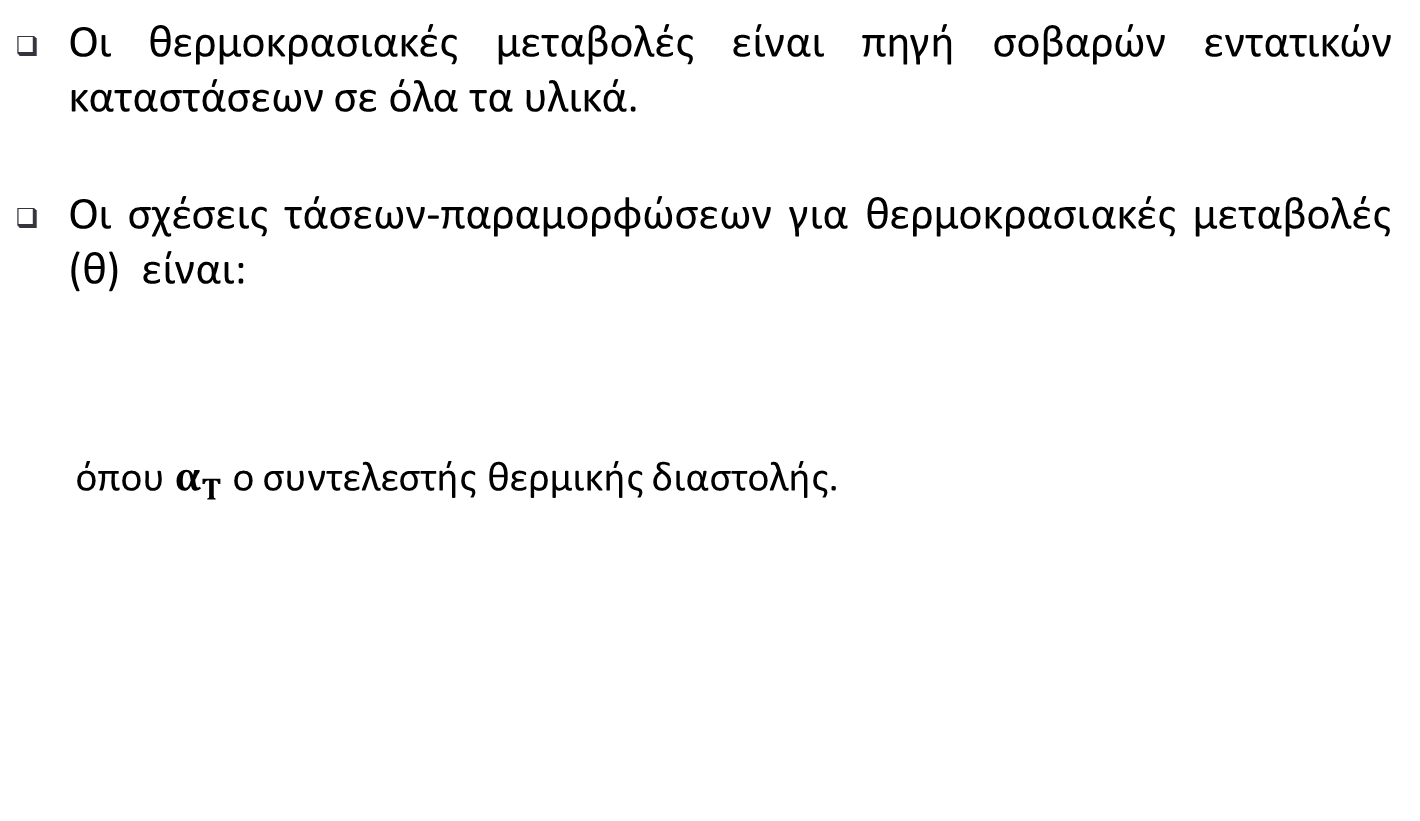 ❑ Οι θερμοκρασιακές μεταβολές είναι πηγή σοβαρών εντατικών
καταστάσεων σε όλα τα υλικά.
❑ Οι σχέσεις τάσεων-παραμορφώσεων για θερμοκρασιακές μεταβολές
(θ) είναι:
όπου α_T ο συντελεστής θερμικής διαστολής.